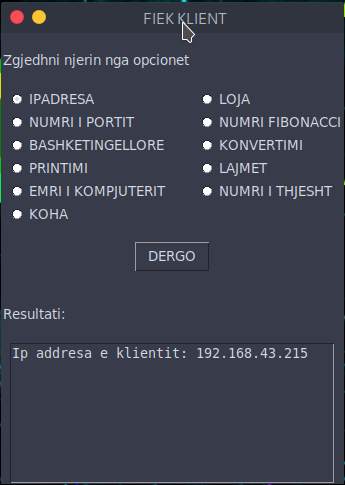 FIEK KLIENT
Zgjedhni njerin nga opcionet
IPADRESA
NUMRI I PORTIT
BASHKETINGELLORE
PRINTIMI
EMRI I KOMPJUTERIT
KOHA
LOJA
NUMRI FIBONACCI
KONVERTIMI
LAJMET
NUMRI I THJESHT
DERGO
Resultati:
Ip addresa e klientit: 192.168.43.215